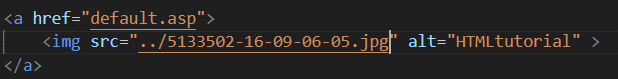 <a href="default.asp">
<img src="../5133502-16-09-06-05.jpg" alt="HTMLtutorial" >
</a>